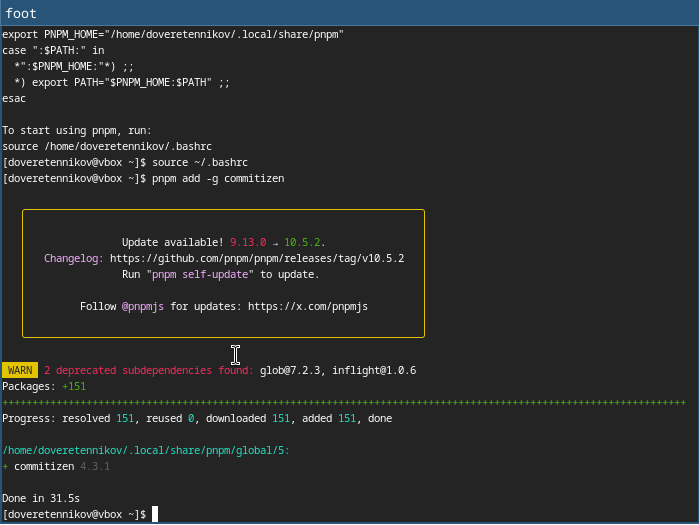 foot
export PNPM_HOME="/home/doveretennikov/.local/share/pnpm"
case ":$PATH:" in
  *":$PNPM_HOME:"*) ;;
  *) export PATH="$PNPM_HOME:$PATH" ;;
esac
To start using pnpm, run:
source /home/doveretennikov/.bashrc
[doveretennikov@vbox ~]$ source ~/.bashrc
[doveretennikov@vbox ~]$ pnpm add -g commitizen
Update available! 9.13.0 → 10.5.2.
Changelog: https://github.com/pnpm/pnpm/releases/tag/v10.5.2
Run "pnpm self-update" to update.
Follow @pnpmjs for updates: https://x.com/pnpmjs
WARN 2 deprecated subdependencies found: glob@7.2.3, inflight@1.0.6
Packages: +151
++++++++++++++++++++++++++++++++++++++++++++++++++++++++++++++++++++++++++++++++++++++++++++++++++++++++++++++++++
Progress: resolved 151, reused 0, downloaded 151, added 151, done
/home/doveretennikov/.local/share/pnpm/global/5:
+ commitizen 4.3.1
Done in 31.5s
[doveretennikov@vbox ~]$